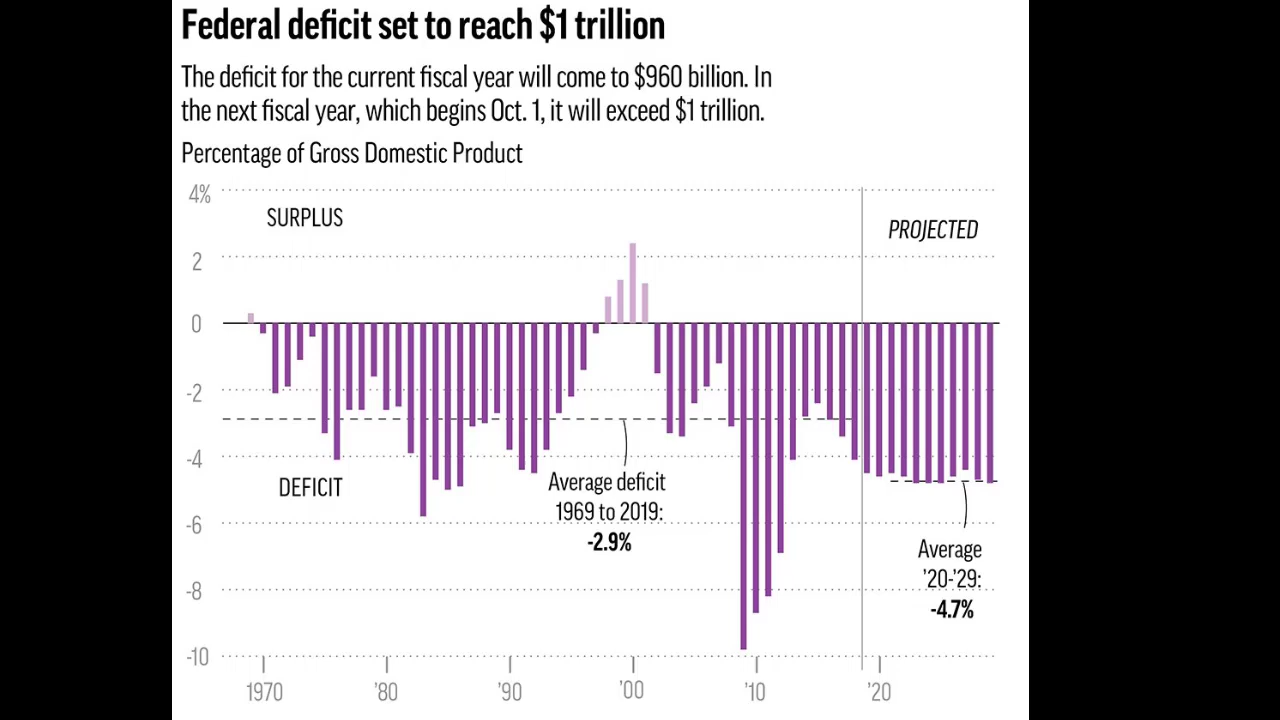 Federal deficit set to reach $1 trillion
The deficit for the current fiscal year will come to $960 billion. In
the next fiscal year, which begins Oct. 1, it will exceed $1 trillion.
Percentage of Gross Domestic Product
4%
SURPLUS
PROJECTED
2
0
-2
-4
DEFICIT
Average deficit
1969 to 2019:
-2.9%
-6
Average
’20-’29:
-4.7%
-8
-10
1970 ’80 ’90 ’00 ’10 ’20